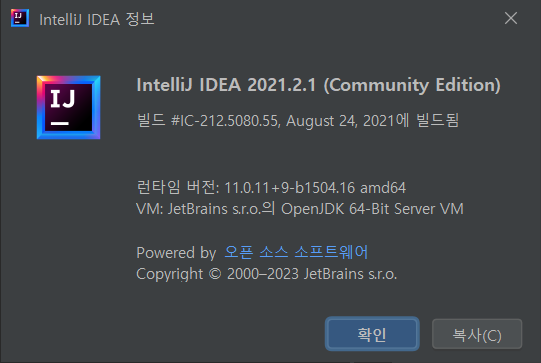 IntelliJ IDEA 정보
IJ
IntelliJ IDEA 2021.2.1 (Community Edition)
빌드 #IC-212.5080.55, August 24, 2021에 빌드됨
런타임 버전: 11.0.11+9-b1504.16 amd64
VM: JetBrains s.r.o.의 OpenJDK 64-Bit Server VM
Powered by 오픈 소스 소프트웨어
Copyright © 2000–2023 JetBrains s.r.o.
확인 복사(C)